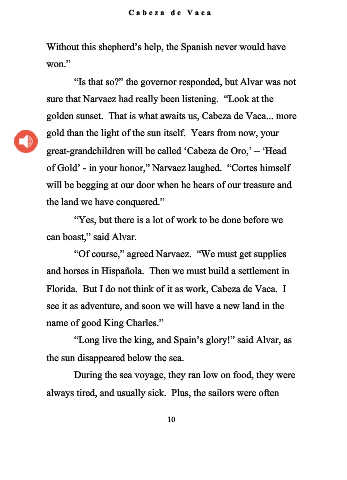 Cabeza de Vaca
Without this shepherd’s help, the Spanish never would have
won.”
“Is that so?” the governor responded, but Alvar was not
sure that Narvaez had really been listening.  “Look at the
golden sunset.  That is what awaits us, Cabeza de Vaca... more
gold than the light of the sun itself.  Years from now, your
great-grandchildren will be called ‘Cabeza de Oro,’ – ‘Head
of Gold’ - in your honor,” Narvaez laughed.  “Cortes himself
will be begging at our door when he hears of our treasure and
the land we have conquered.”
“Yes, but there is a lot of work to be done before we
can boast,” said Alvar.
“Of course,” agreed Narvaez.  “We must get supplies
and horses in Hispañola.  Then we must build a settlement in
Florida.  But I do not think of it as work, Cabeza de Vaca.  I
see it as adventure, and soon we will have a new land in the
name of good King Charles.”
“Long live the king, and Spain’s glory!” said Alvar, as
the sun disappeared below the sea.
During the sea voyage, they ran low on food, they were
always tired, and usually sick.  Plus, the sailors were often
10